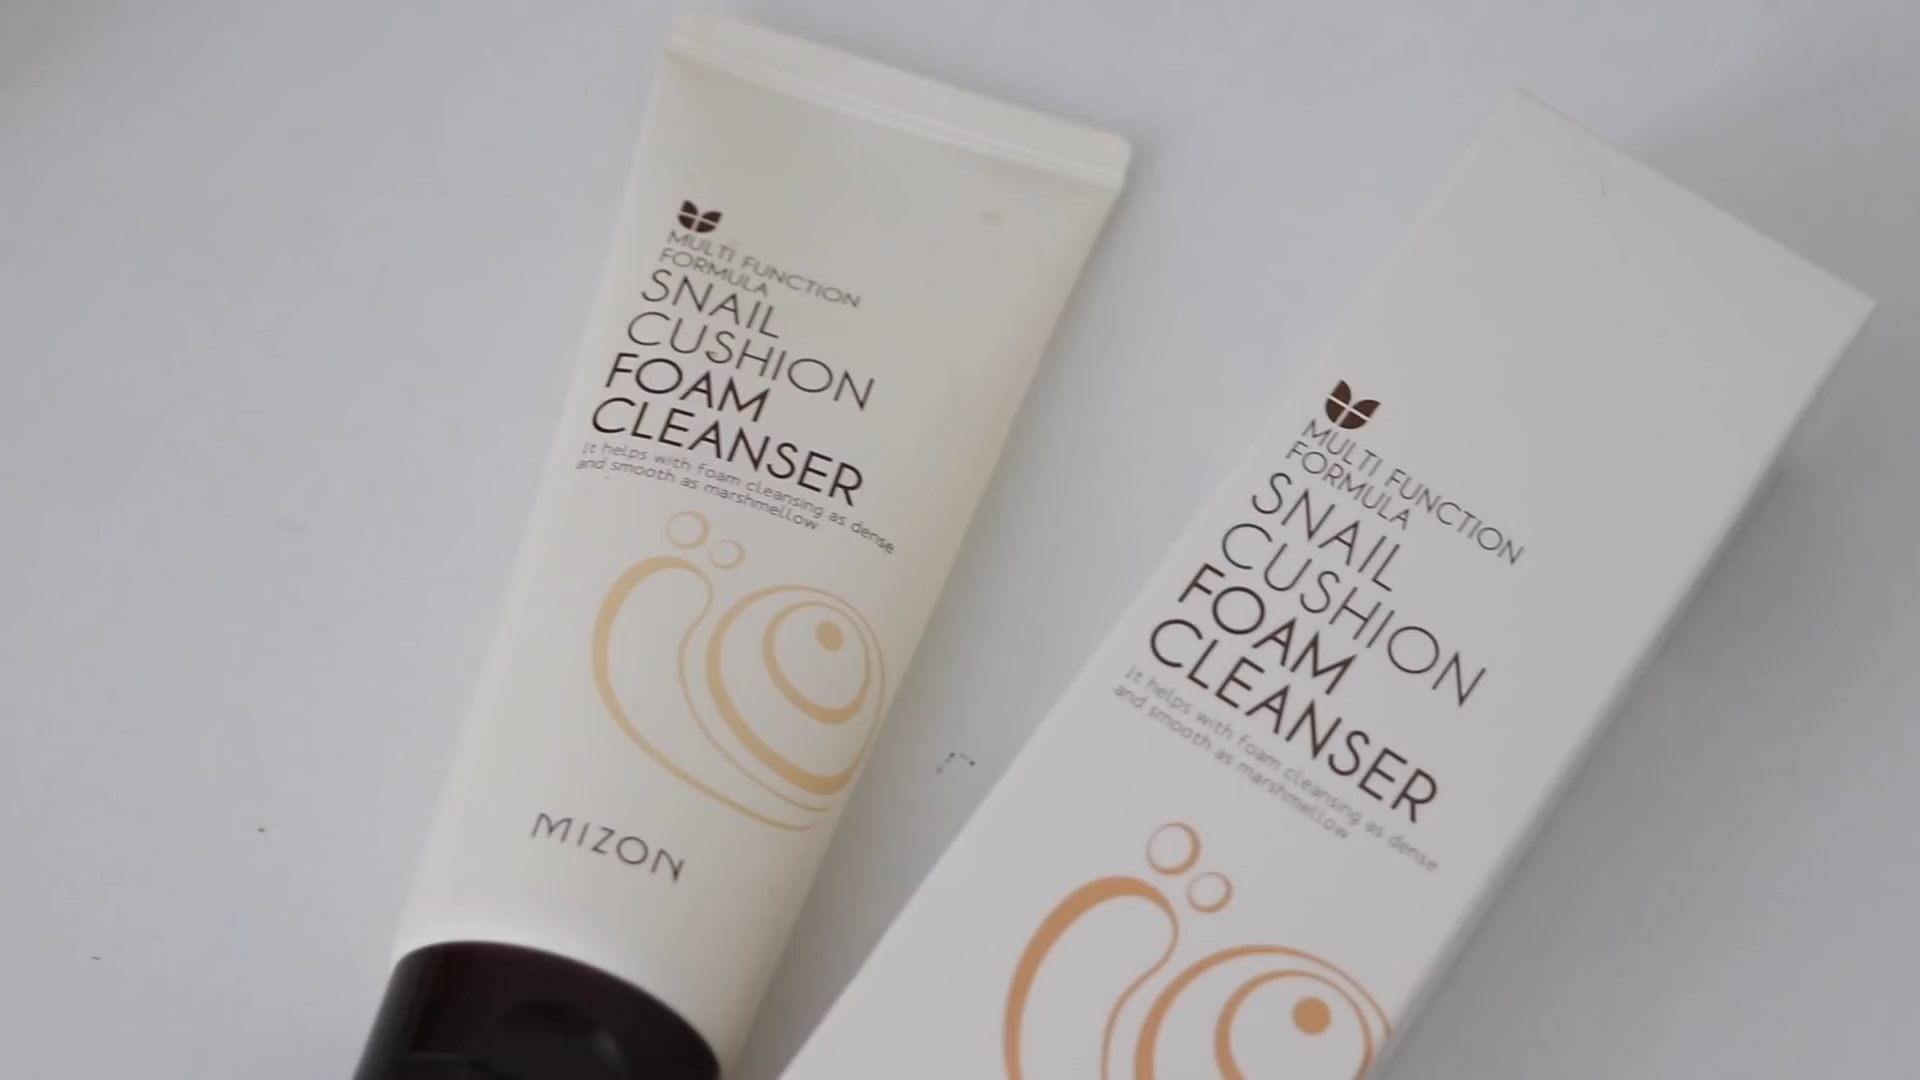 MULTI FUNCTION
FORMULA
SNAIL
CUSHION
FOAM
CLEANSER
It helps with foam cleansing as dense
and smooth as marshmellow
MIZON
MULTI FUNCTION
FORMULA
SNAIL
CUSHION
FOAM
CLEANSER
It helps with foam cleansing as dense
and smooth as marshmellow